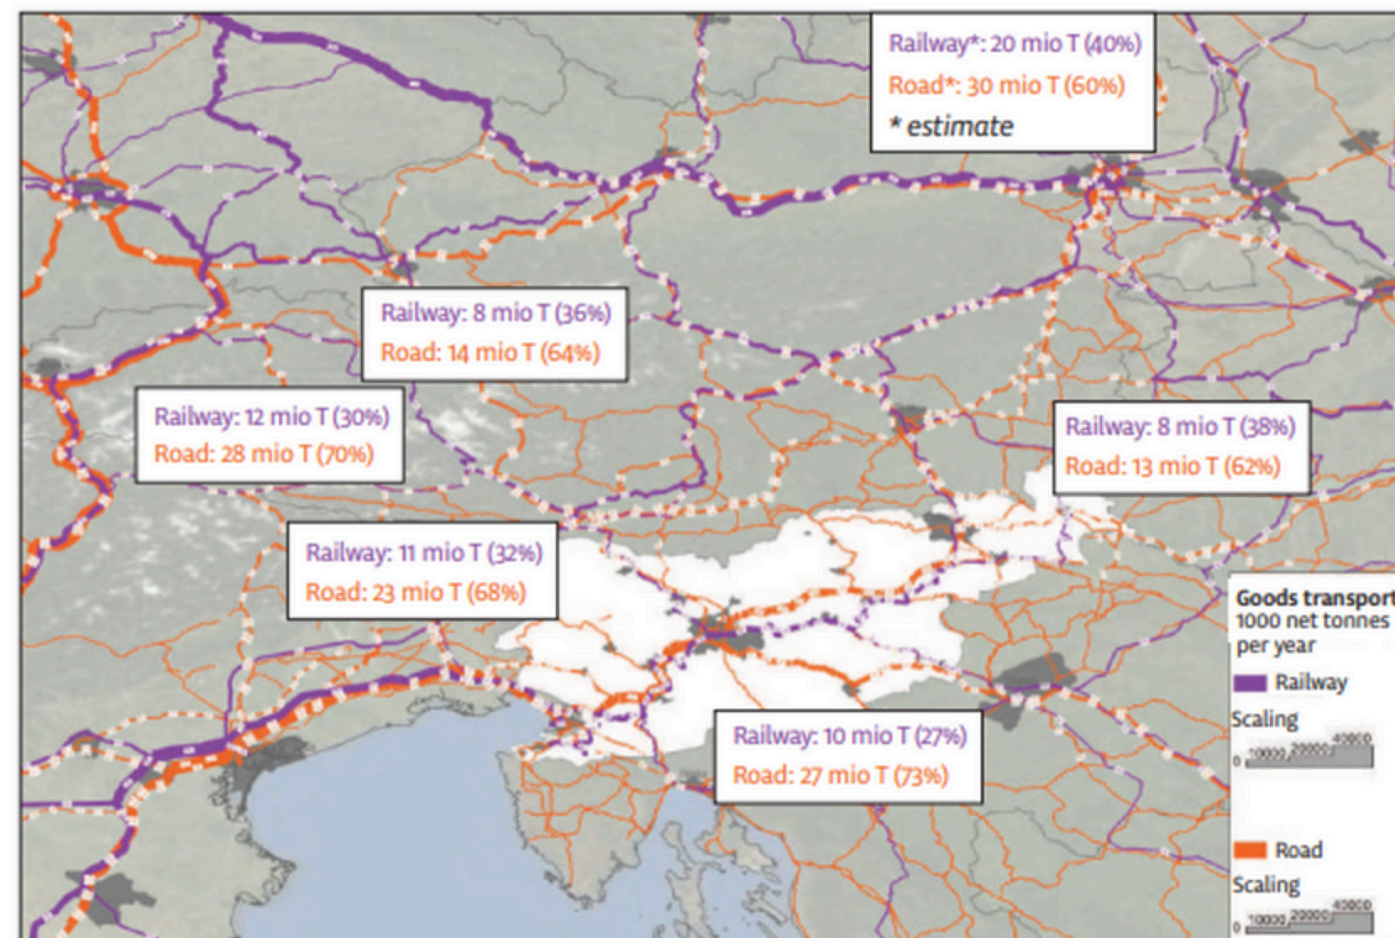 Railway*: 20 mio T (40%)
Road*: 30 mio T (60%)
* estimate
Railway: 8 mio T (36%)
Road: 14 mio T (64%)
Railway: 12 mio T (30%)
Road: 28 mio T (70%)
Railway: 8 mio T (38%)
Road: 13 mio T (62%)
Railway: 11 mio T (32%)
Road: 23 mio T (68%)
Railway: 10 mio T (27%)
Road: 27 mio T (73%)
Goods transport
1000 net tonnes
per year
Railway
Scaling
0 10000 20000 40000
Road
Scaling
0 10000 20000 40000